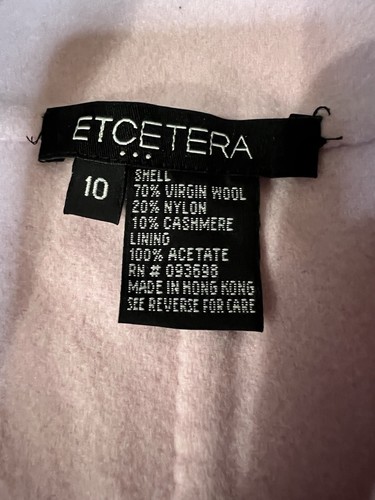 ETCETERA
...
10
SHELL
70% VIRGIN WOOL
20% NYLON
10% CASHMERE
LINING
100% ACETATE
RN # 093698
MADE IN HONG KONG
SEE REVERSE FOR CARE